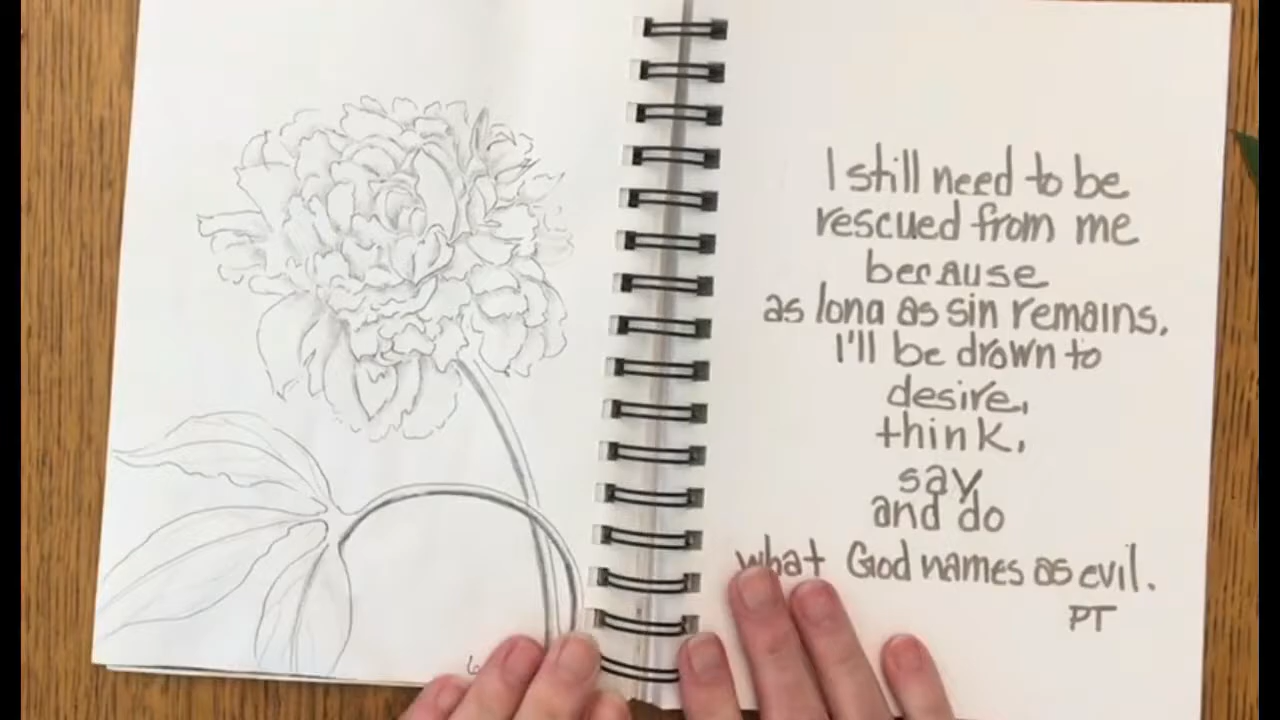 I still need to be
rescued from me
because
as long as sin remains,
I'll be drawn to
desire,
think,
say
and do
what God names as evil.
PT